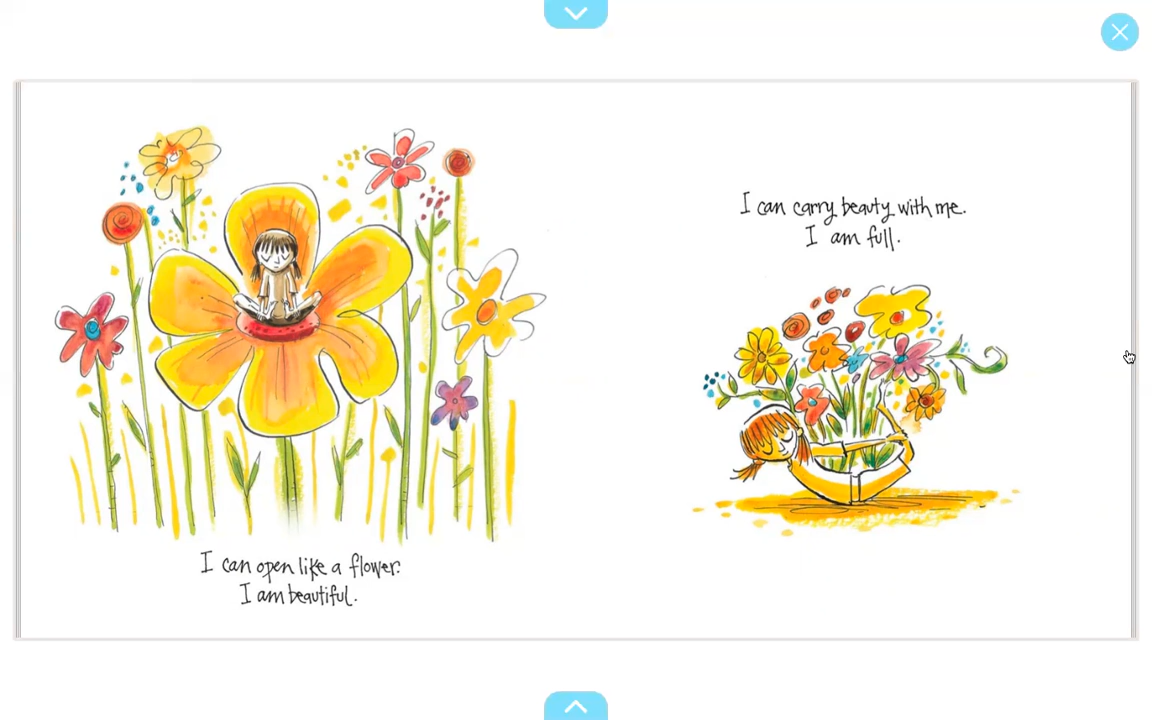 I can open like a flower.
I am beautiful.
I can carry beauty with me.
I am full.